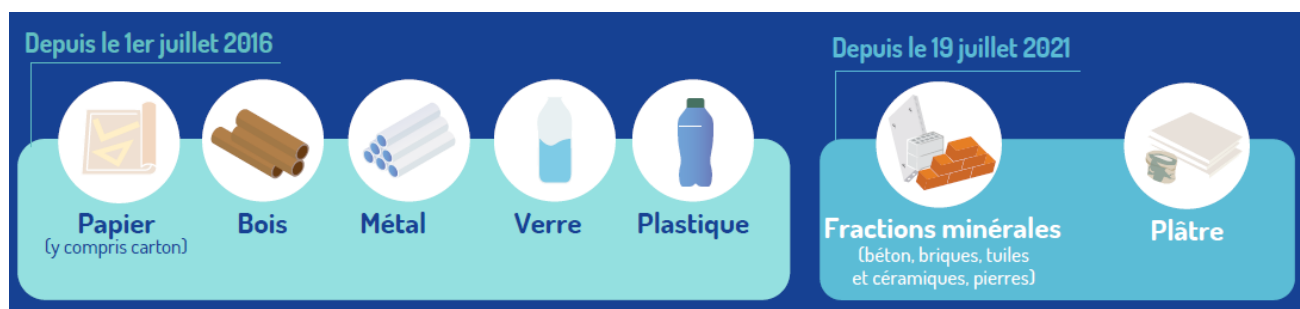 Depuis le 1er juillet 2016
Papier
(y compris carton)
Bois
Métal
Verre
Plastique
Depuis le 19 juillet 2021
Fractions minérales
(béton, briques, tuiles
et céramiques, pierres)
Plâtre